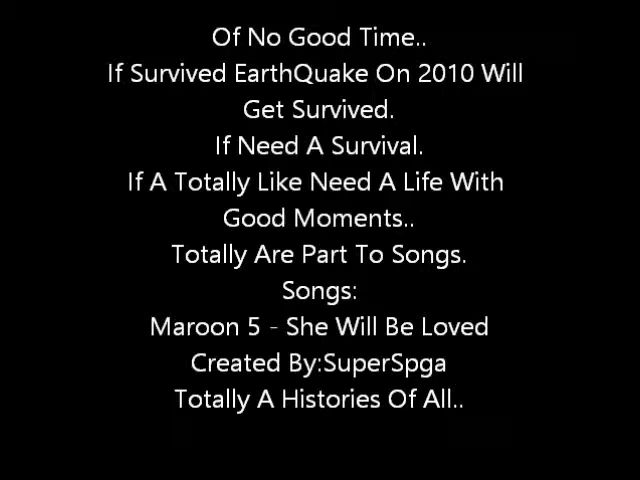 Of No Good Time..
If Survived EarthQuake On 2010 Will
Get Survived.
If Need A Survival.
If A Totally Like Need A Life With
Good Moments..
Totally Are Part To Songs.
Songs:
Maroon 5 - She Will Be Loved
Created By:SuperSpga
Totally A Histories Of All..